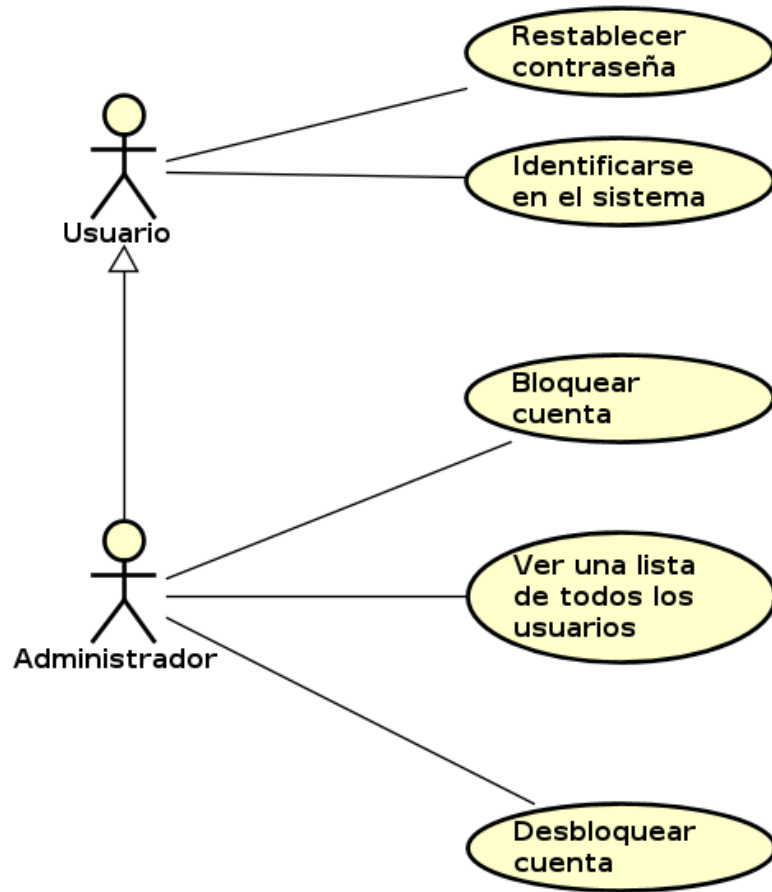 Restablecer
contraseña
Identificarse
en el sistema
Usuario
Bloquear
cuenta
Ver una lista
de todos los
usuarios
Administrador
Desbloquear
cuenta